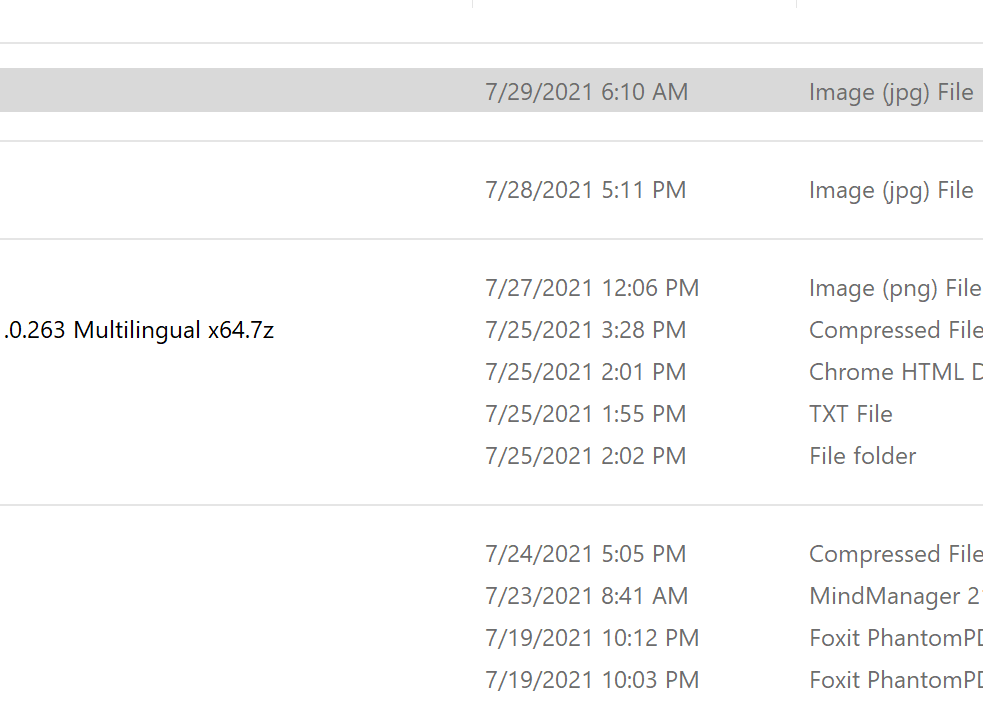 7/29/2021 6:10 AM Image (jpg) File
7/28/2021 5:11 PM Image (jpg) File
7/27/2021 12:06 PM Image (png) File
.0.263 Multilingual x64.7z 7/25/2021 3:28 PM Compressed File
7/25/2021 2:01 PM Chrome HTML D
7/25/2021 1:55 PM TXT File
7/25/2021 2:02 PM File folder
7/24/2021 5:05 PM Compressed File
7/23/2021 8:41 AM MindManager 2
7/19/2021 10:12 PM Foxit PhantomPD
7/19/2021 10:03 PM Foxit PhantomPD